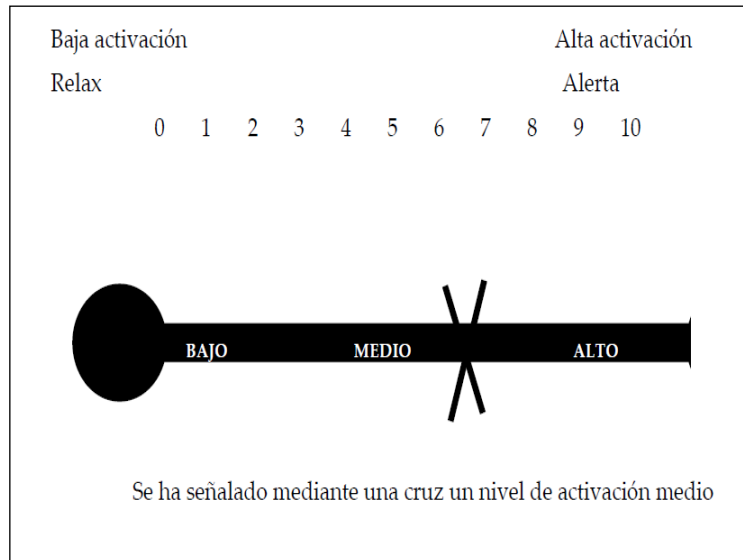 Baja activación Alta activación
Relax Alerta
0 1 2 3 4 5 6 7 8 9 10
BAJO MEDIO ALTO
Se ha señalado mediante una cruz un nivel de activación medio